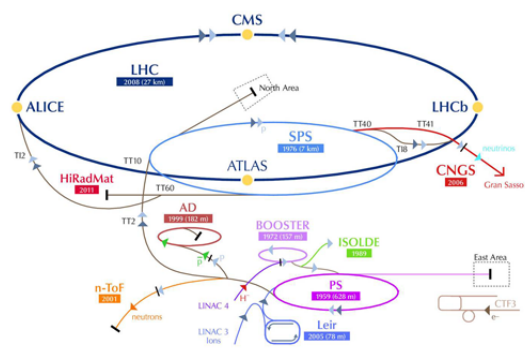 CMS
LHC
2008 (27 km)
North Area
ALICE
LHCb
TT40
TT41
SPS
1976 (7 km)
TI2
TT10
TI8
neutrinos
ATLAS
HiRadMat
2011
TT60
CNGS
2006
Gran Sasso
AD
1999 (182 m)
TT2
BOOSTER
1972 (157 m)
ISOLDE
1989
p
p
East Area
n-ToF
2001
PS
1959 (628 m)
LINAC 4
H⁻
CTF3
e-
neutrons
LINAC 3
Ions
Leir
2005 (78 m)